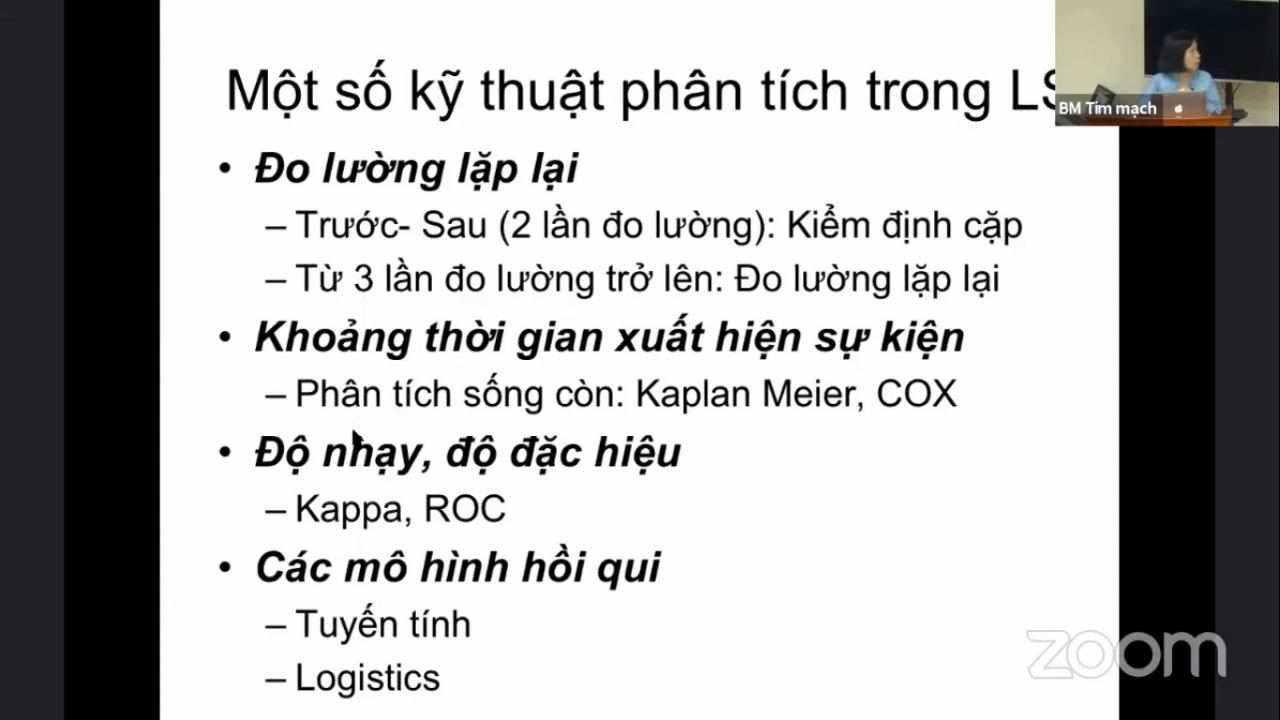 Một số kỹ thuật phân tích trong LS
BM Tim mạch
• Đo lường lặp lại
– Trước- Sau (2 lần đo lường): Kiểm định cặp
– Từ 3 lần đo lường trở lên: Đo lường lặp lại
• Khoảng thời gian xuất hiện sự kiện
– Phân tích sống còn: Kaplan Meier, COX
• Độ nhạy, độ đặc hiệu
– Kappa, ROC
• Các mô hình hồi qui
– Tuyến tính
– Logistics
zoom